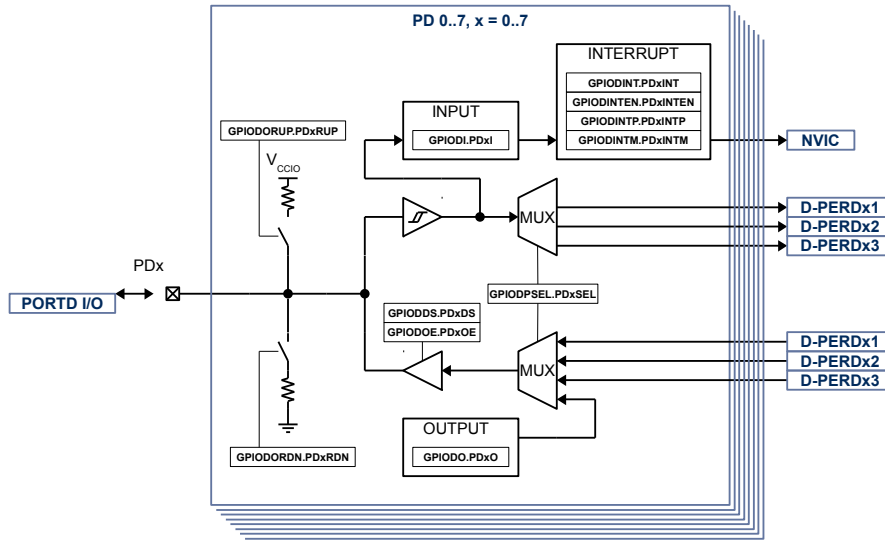 PD 0..7, x = 0..7
INTERRUPT
GPIODINT.PDxINT
GPIODINTEN.PDxINTEN
GPIODINTP.PDxINTP
GPIODINTM.PDxINTM
INPUT
GPIODI.PDxI
NVIC
GPIODORUP.PDxRUP
VCCIO
MUX
D-PERDx1
D-PERDx2
D-PERDx3
PDx
PORTD I/O
GPIODPSEL.PDxSEL
GPIODDS.PDxDS
GPIODOE.PDxOE
MUX
D-PERDx1
D-PERDx2
D-PERDx3
OUTPUT
GPIODO.PDxO
GPIODORDN.PDxRDN